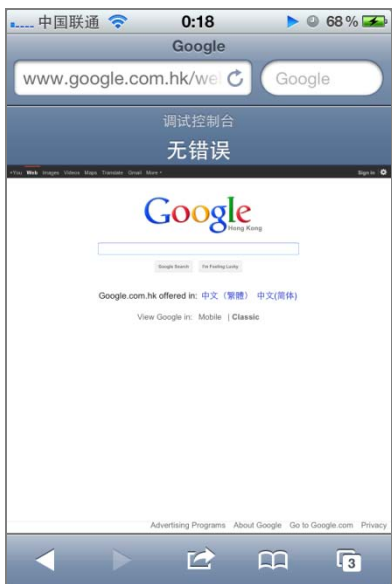 中国联通 0:18 68%
Google
www.google.com.hk/we Google
调试控制台
无错误
+You Web Images Videos Maps Translate Gmail More Sign in
Google
Hong Kong
Google Search I'm Feeling Lucky
Google.com.hk offered in: 中文（繁體） 中文(简体)
View Google in: Mobile | Classic
Advertising Programs About Google Go to Google.com Privacy
3